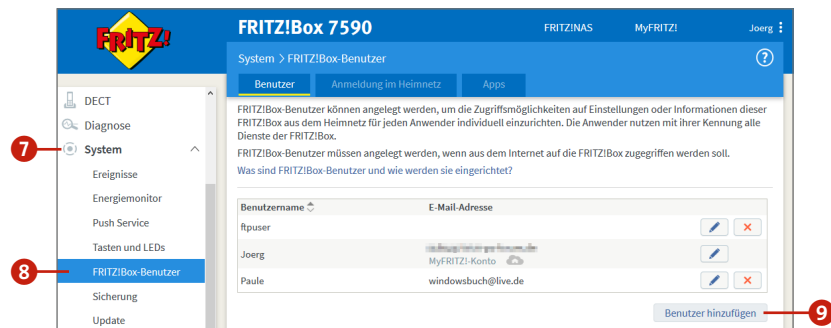 FRITZ!
FRITZ!Box 7590
FRITZ!NAS
MyFRITZ!
Joerg
System > FRITZ!Box-Benutzer
?
Benutzer
Anmeldung im Heimnetz
Apps
DECT
Diagnose
7
System
Ereignisse
Energiemonitor
Push Service
Tasten und LEDs
8
FRITZ!Box-Benutzer
Sicherung
Update
FRITZ!Box-Benutzer können angelegt werden, um die Zugriffsmöglichkeiten auf Einstellungen oder Informationen dieser
FRITZ!Box aus dem Heimnetz für jeden Anwender individuell einzurichten. Die Anwender nutzen mit ihrer Kennung alle
Dienste der FRITZ!Box.
FRITZ!Box-Benutzer müssen angelegt werden, wenn aus dem Internet auf die FRITZ!Box zugegriffen werden soll.
Was sind FRITZ!Box-Benutzer und wie werden sie eingerichtet?
Benutzername
E-Mail-Adresse
ftpuser
Joerg
MyFRITZ!-Konto
Paule
windowsbuch@live.de
Benutzer hinzufügen
9